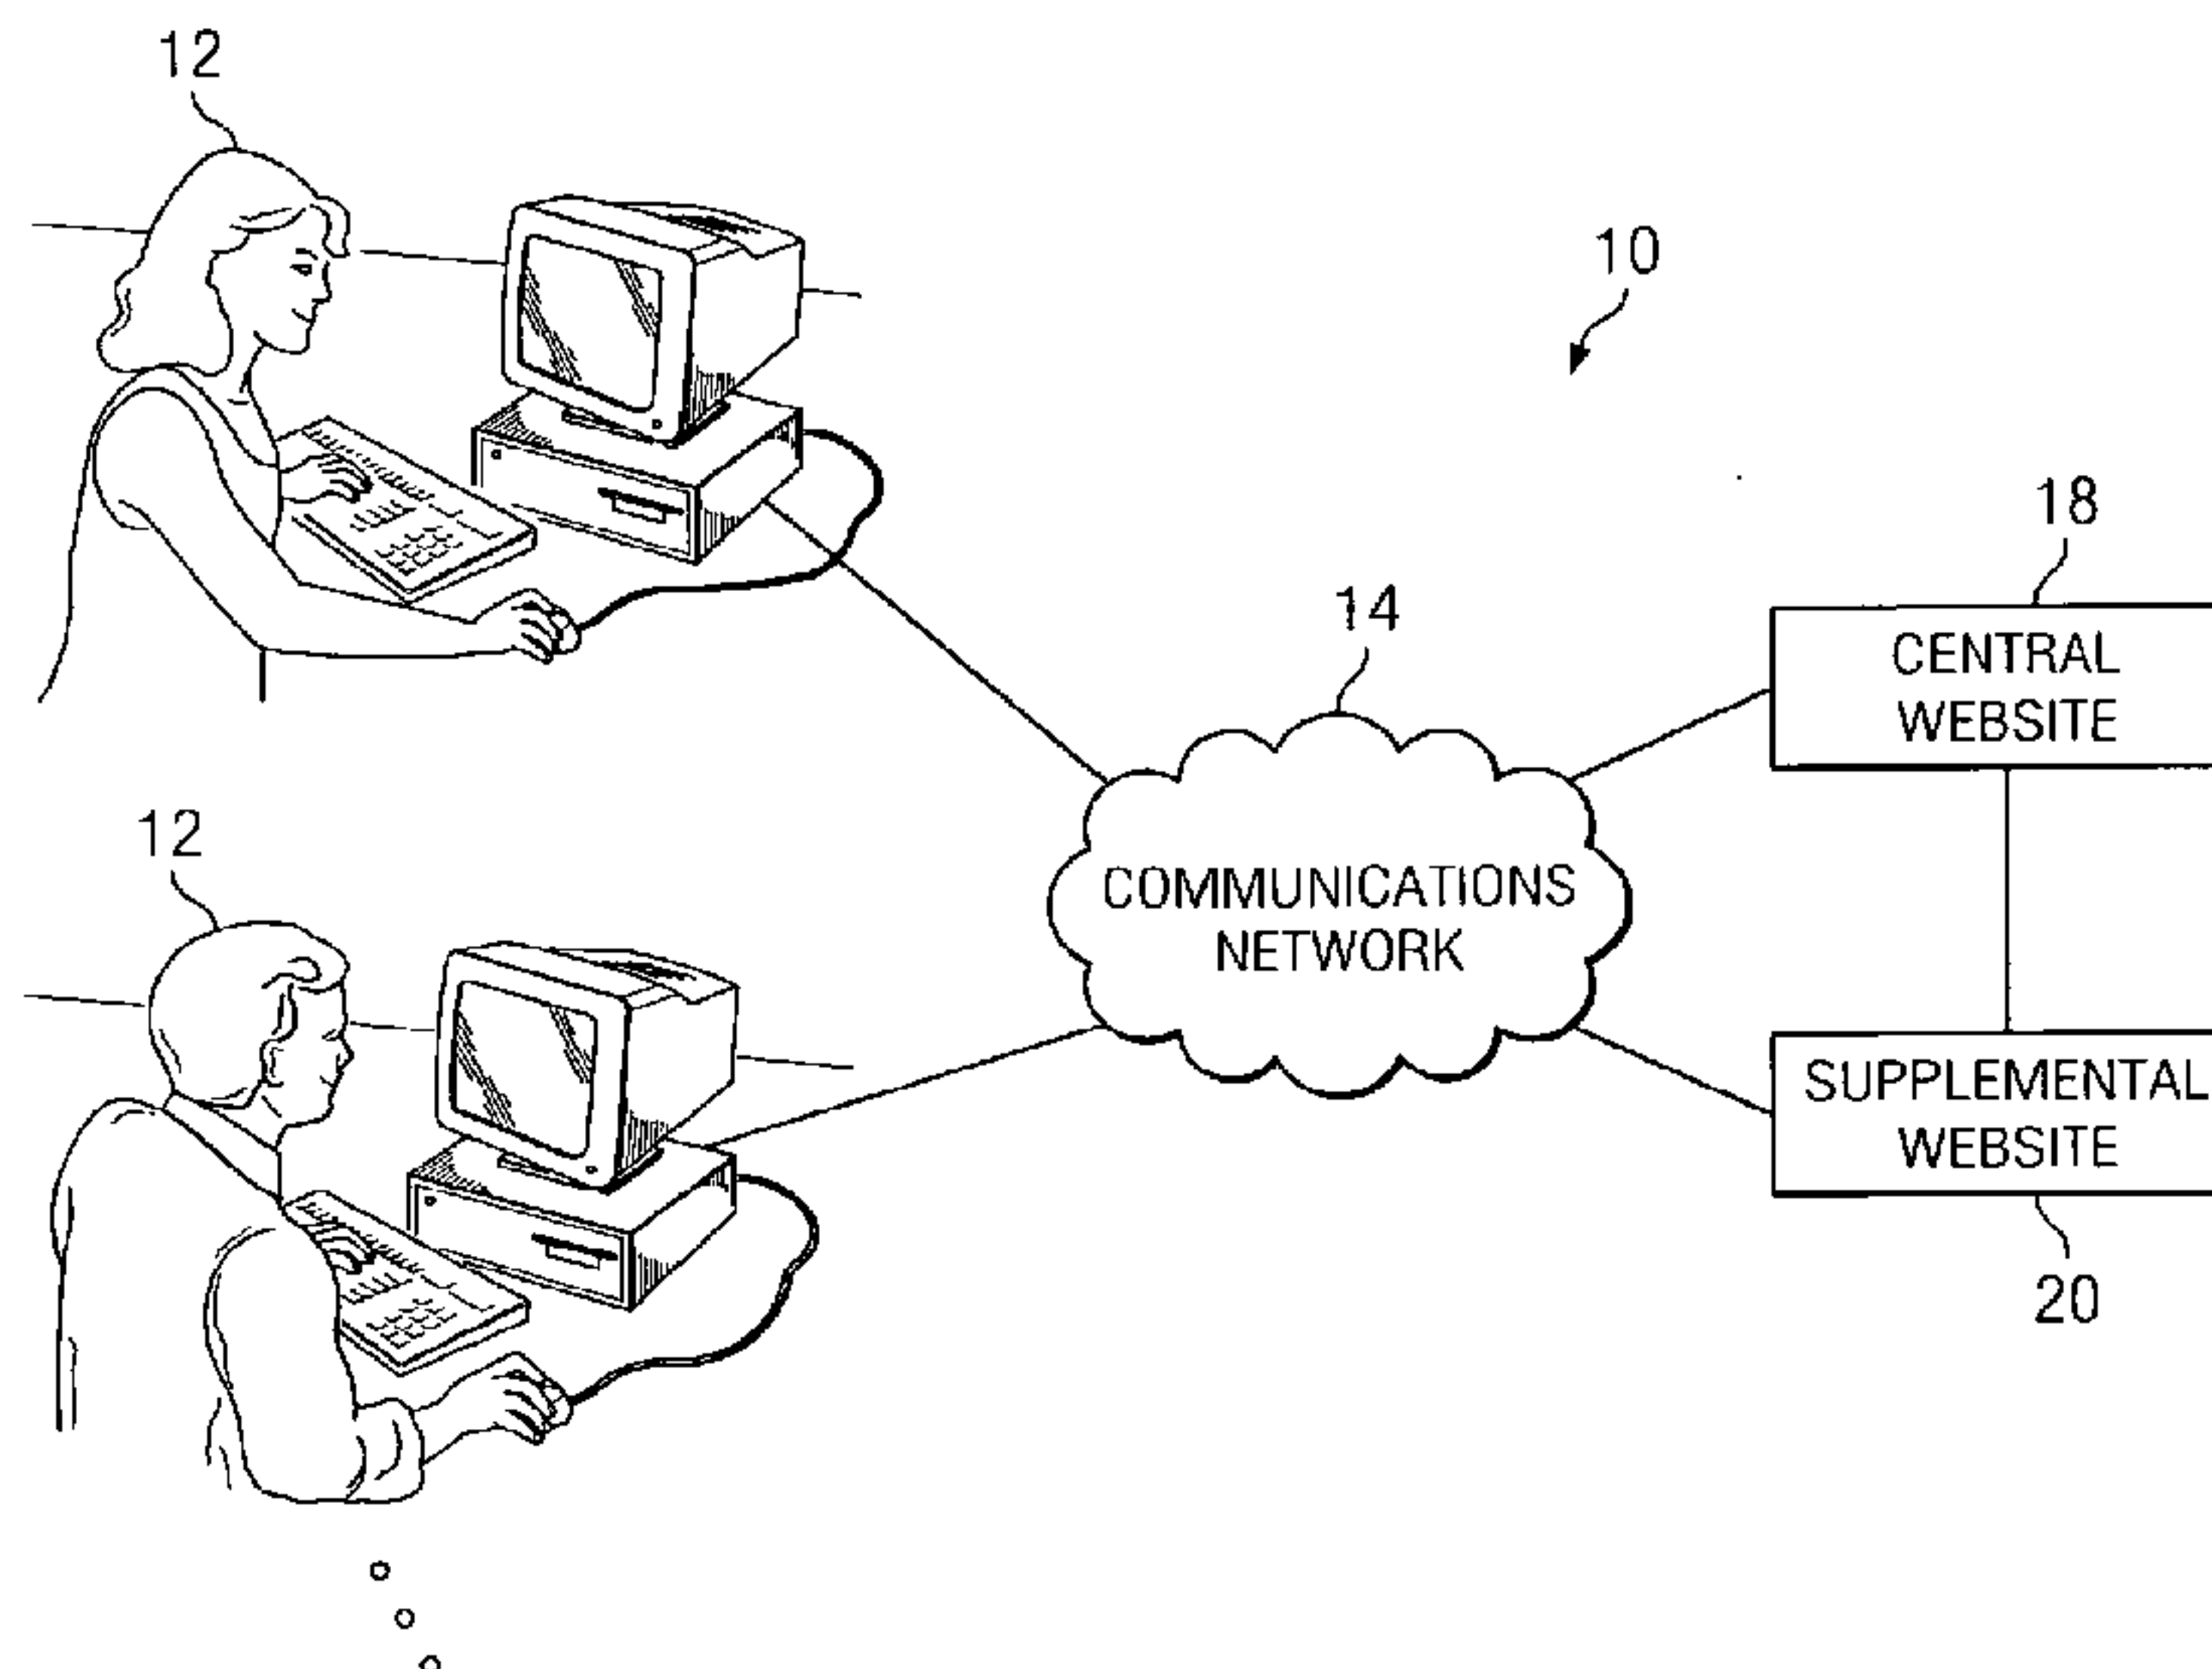 12
10
18
CENTRAL
WEBSITE
14
12
COMMUNICATIONS
NETWORK
SUPPLEMENTAL
WEBSITE
20